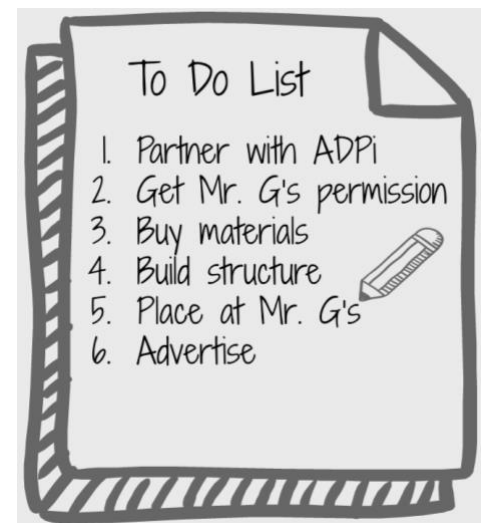 To Do List
1. Partner with ADPi
2. Get Mr. G's permission
3. Buy materials
4. Build structure
5. Place at Mr. G's
6. Advertise